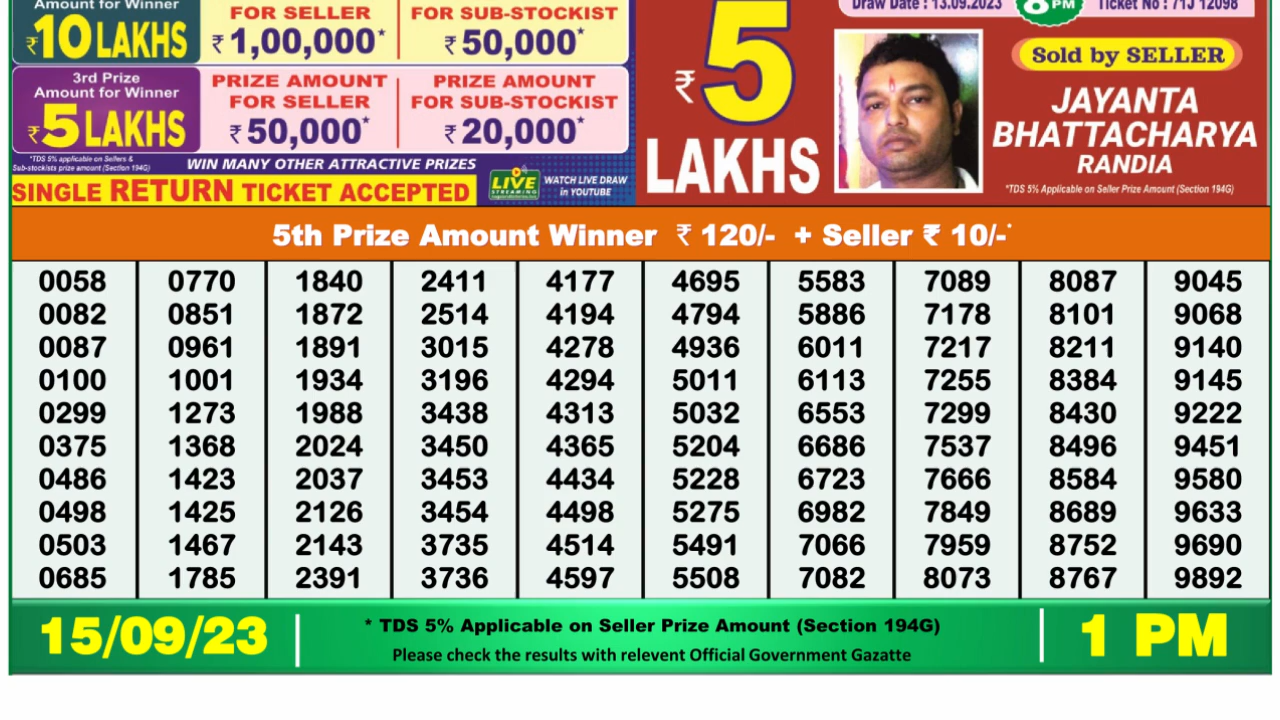 Amount for Winner
₹10 LAKHS
FOR SELLER
₹ 1,00,000*
FOR SUB-STOCKIST
₹ 50,000*
3rd Prize
Amount for Winner
₹5 LAKHS
PRIZE AMOUNT
FOR SELLER
₹ 50,000*
PRIZE AMOUNT
FOR SUB-STOCKIST
₹ 20,000*
*TDS 5% applicable on Sellers &
Sub-stockists prize amount (Section 194G)
WIN MANY OTHER ATTRACTIVE PRIZES
SINGLE RETURN TICKET ACCEPTED
LIVE
STREAMING
WATCH LIVE DRAW
in YOUTUBE
₹ 5
LAKHS
Draw Date : 13.09.2023
8 PM
Ticket No : 71J 12098
Sold by SELLER
JAYANTA
BHATTACHARYA
RANDIA
*TDS 5% Applicable on Seller Prize Amount (Section 194G)
5th Prize Amount Winner ₹ 120/- + Seller ₹ 10/-*
0058 0770 1840 2411 4177 4695 5583 7089 8087 9045
0082 0851 1872 2514 4194 4794 5886 7178 8101 9068
0087 0961 1891 3015 4278 4936 6011 7217 8211 9140
0100 1001 1934 3196 4294 5011 6113 7255 8384 9145
0299 1273 1988 3438 4313 5032 6553 7299 8430 9222
0375 1368 2024 3450 4365 5204 6686 7537 8496 9451
0486 1423 2037 3453 4434 5228 6723 7666 8584 9580
0498 1425 2126 3454 4498 5275 6982 7849 8689 9633
0503 1467 2143 3735 4514 5491 7066 7959 8752 9690
0685 1785 2391 3736 4597 5508 7082 8073 8767 9892
15/09/23
* TDS 5% Applicable on Seller Prize Amount (Section 194G)
Please check the results with relevent Official Government Gazatte
1 PM